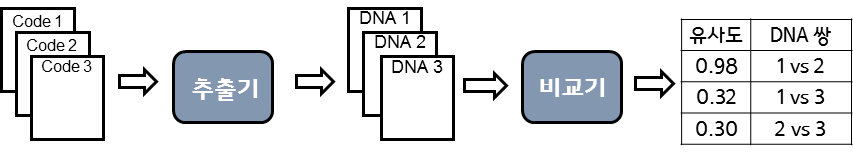 Code 1
Code 2
Code 3
추출기
DNA 1
DNA 2
DNA 3
비교기
유사도 DNA 쌍
0.98 1 vs 2
0.32 1 vs 3
0.30 2 vs 3